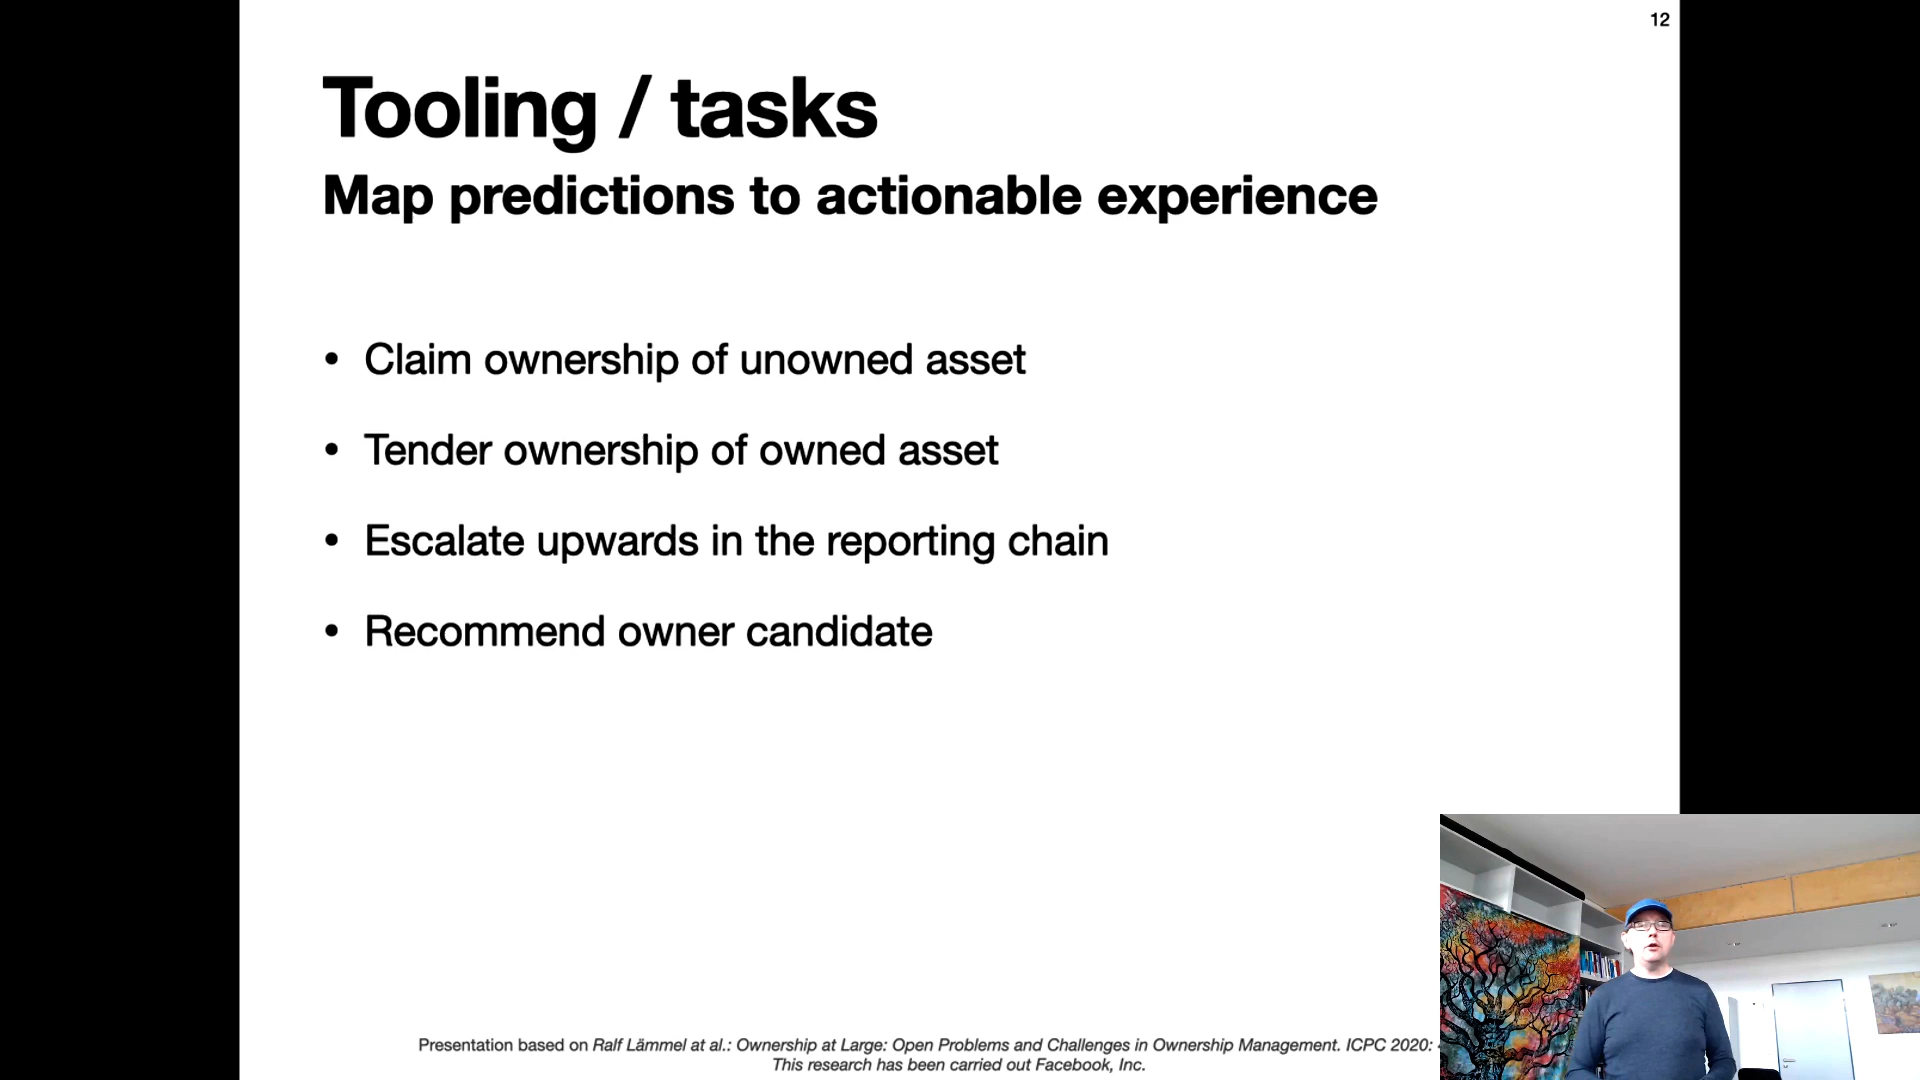 12
Tooling / tasks
Map predictions to actionable experience
• Claim ownership of unowned asset
• Tender ownership of owned asset
• Escalate upwards in the reporting chain
• Recommend owner candidate
Presentation based on Ralf Lämmel at al.: Ownership at Large: Open Problems and Challenges in Ownership Management. ICPC 2020:
This research has been carried out Facebook, Inc.